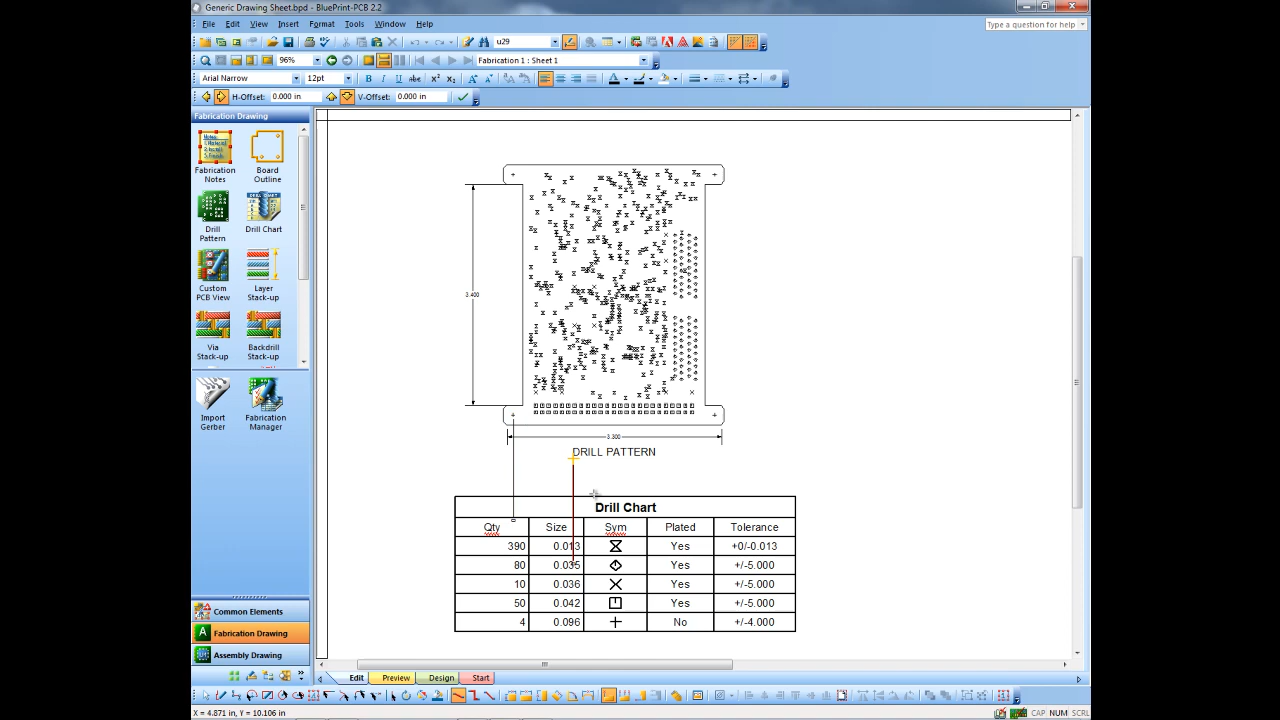 Generic Drawing Sheet.bpd - BluePrint-PCB 2.2
File Edit View Insert Format Tools Window Help
Type a question for help
u29
96%
Fabrication 1 : Sheet 1
Arial Narrow 12pt
B I U abc X² X₂
H-Offset: 0.000 in V-Offset: 0.000 in
Fabrication Drawing
Fabrication Notes
Board Outline
Drill Pattern
Drill Chart
Custom PCB View
Layer Stack-up
Via Stack-up
Backdrill Stack-up
Import Gerber
Fabrication Manager
Common Elements
Fabrication Drawing
Assembly Drawing
3.400
3.300
DRILL PATTERN
Drill Chart
Qty Size Sym Plated Tolerance
390 0.013 Yes +0/-0.013
80 0.035 Yes +/-5.000
10 0.036 Yes +/-5.000
50 0.042 Yes +/-5.000
4 0.096 No +/-4.000
Edit Preview Design Start
X = 4.871 in, Y = 10.106 in
CAP NUM SCRL